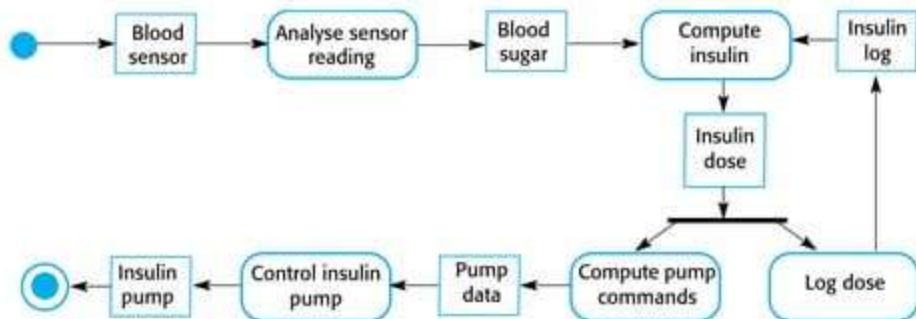 Blood
sensor
Analyse sensor
reading
Blood
sugar
Compute
insulin
Insulin
log
Insulin
dose
Insulin
pump
Control insulin
pump
Pump
data
Compute pump
commands
Log dose